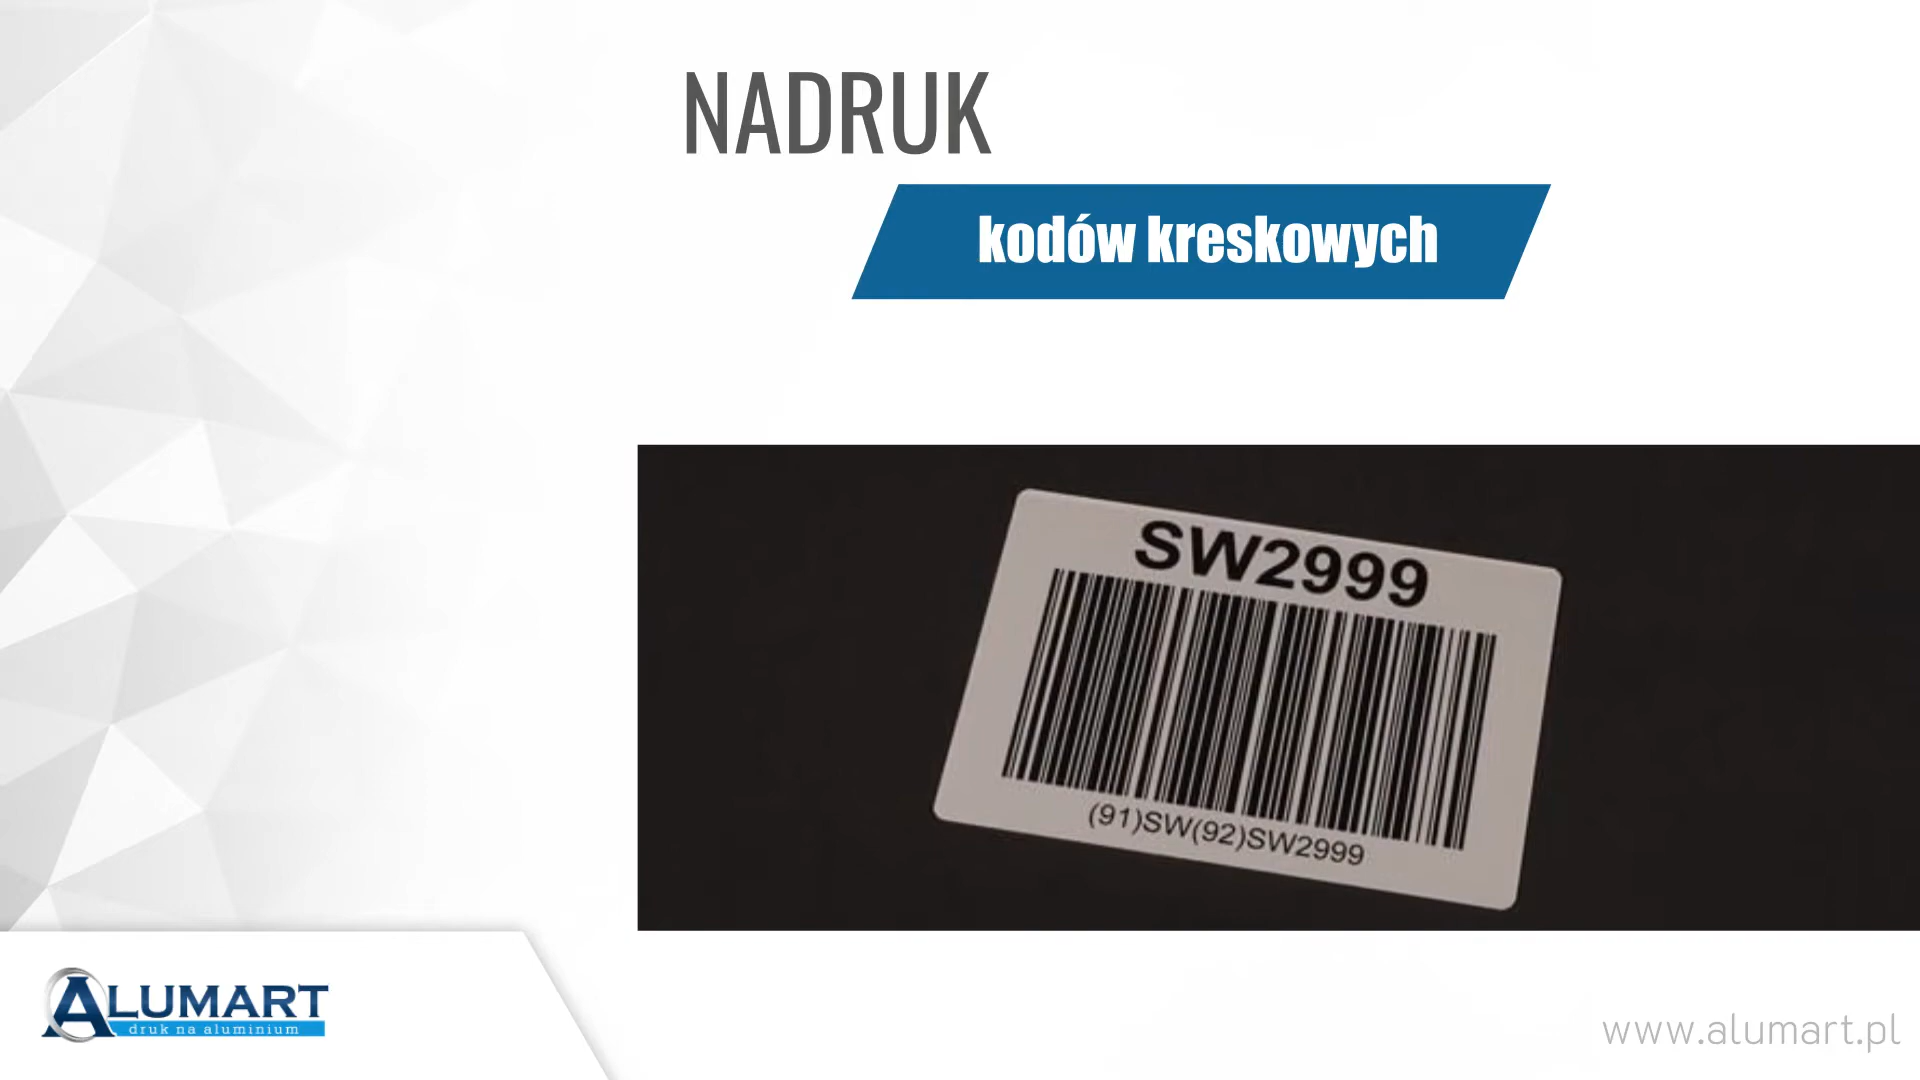 NADRUK
kodów kreskowych
SW2999
(91)SW(92)SW2999
ALUMART
druk na aluminium
www.alumart.pl